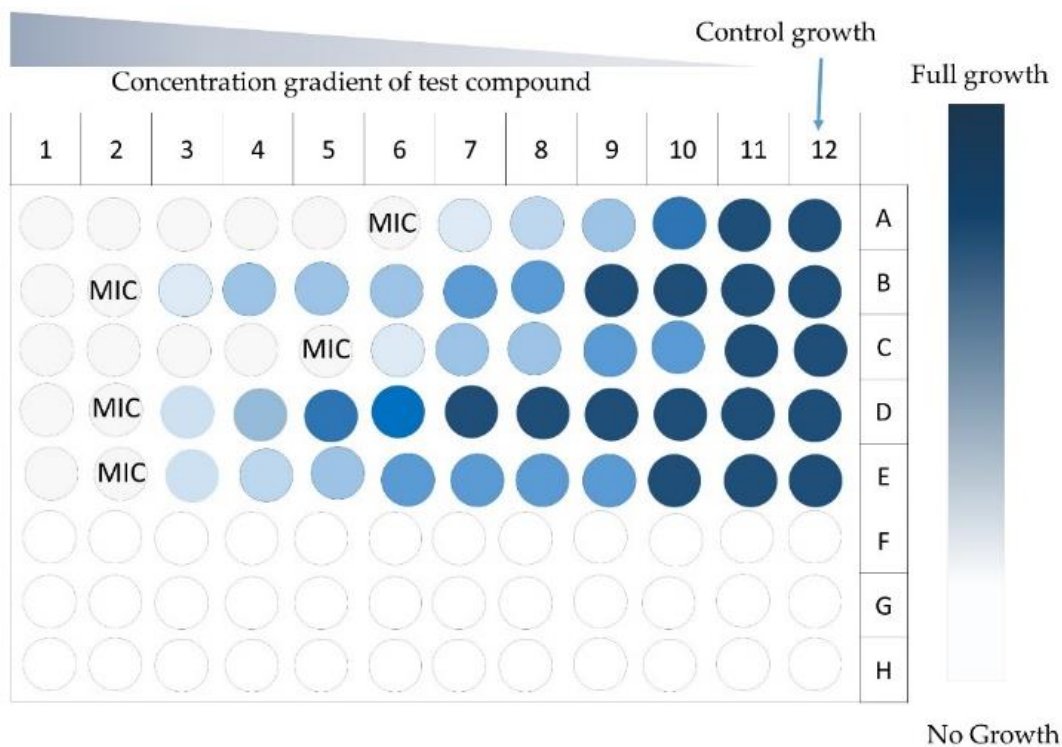 Control growth
Concentration gradient of test compound
Full growth
1 2 3 4 5 6 7 8 9 10 11 12
MIC A
MIC B
MIC C
MIC D
MIC E
F
G
H
No Growth